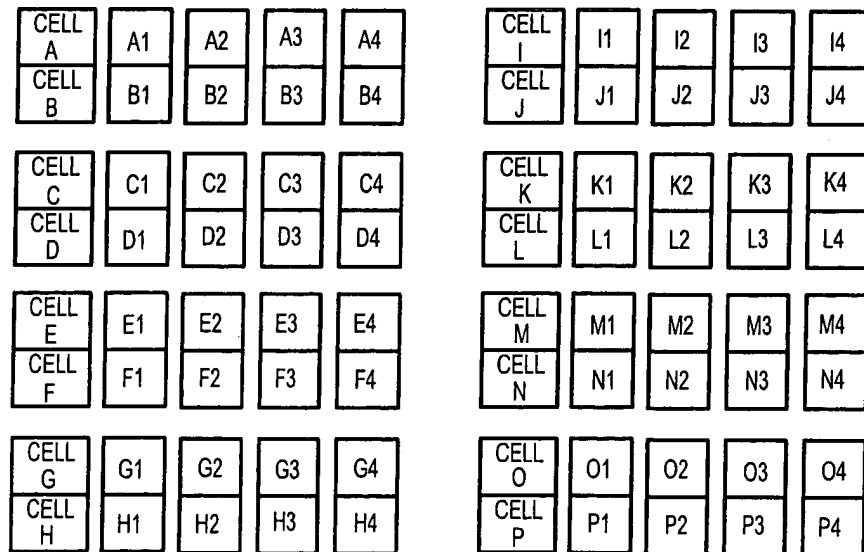 CELL A A1 A2 A3 A4 CELL I I1 I2 I3 I4
CELL B B1 B2 B3 B4 CELL J J1 J2 J3 J4
CELL C C1 C2 C3 C4 CELL K K1 K2 K3 K4
CELL D D1 D2 D3 D4 CELL L L1 L2 L3 L4
CELL E E1 E2 E3 E4 CELL M M1 M2 M3 M4
CELL F F1 F2 F3 F4 CELL N N1 N2 N3 N4
CELL G G1 G2 G3 G4 CELL O O1 O2 O3 O4
CELL H H1 H2 H3 H4 CELL P P1 P2 P3 P4